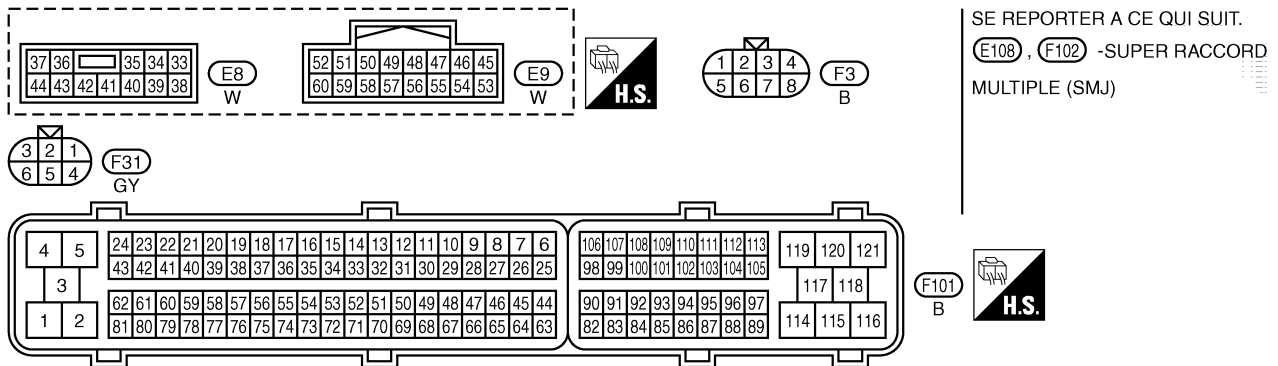 37 36 35 34 33
44 43 42 41 40 39 38
E8
W
52 51 50 49 48 47 46 45
60 59 58 57 56 55 54 53
E9
W
H.S.
1 2 3 4
5 6 7 8
F3
B
SE REPORTER A CE QUI SUIT.
E108 , F102 -SUPER RACCORD
MULTIPLE (SMJ)
3 2 1
6 5 4
F31
GY
4 5
3
1 2
24 23 22 21 20 19 18 17 16 15 14 13 12 11 10 9 8 7 6
43 42 41 40 39 38 37 36 35 34 33 32 31 30 29 28 27 26 25
62 61 60 59 58 57 56 55 54 53 52 51 50 49 48 47 46 45 44
81 80 79 78 77 76 75 74 73 72 71 70 69 68 67 66 65 64 63
106 107 108 109 110 111 112 113
98 99 100 101 102 103 104 105
90 91 92 93 94 95 96 97
82 83 84 85 86 87 88 89
119 120 121
117 118
114 115 116
F101
B
H.S.